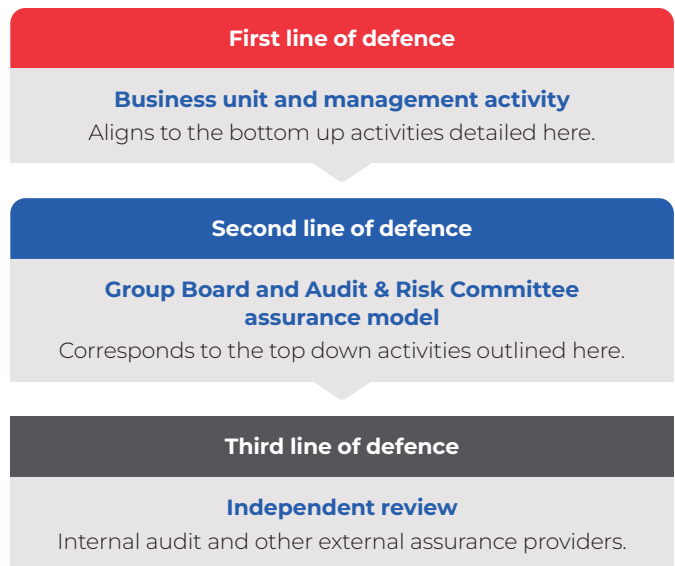 First line of defence
Business unit and management activity
Aligns to the bottom up activities detailed here.
Second line of defence
Group Board and Audit & Risk Committee
assurance model
Corresponds to the top down activities outlined here.
Third line of defence
Independent review
Internal audit and other external assurance providers.